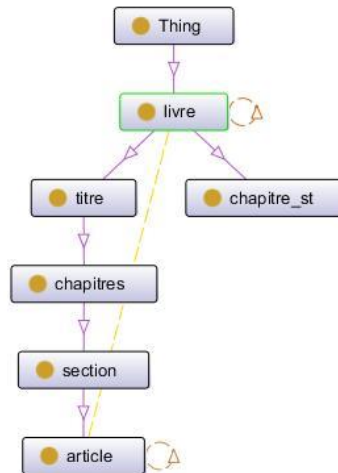 Thing
livre
titre
chapitre_st
chapitres
section
article